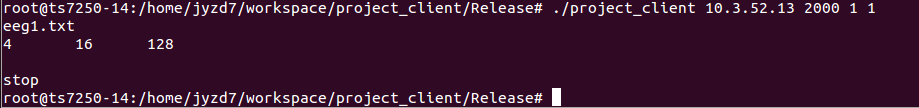 root@ts7250-14:/home/jyzd7/workspace/project_client/Release# ./project_client 10.3.52.13 2000 1 1
eeg1.txt
4 16 128
stop
root@ts7250-14:/home/jyzd7/workspace/project_client/Release#